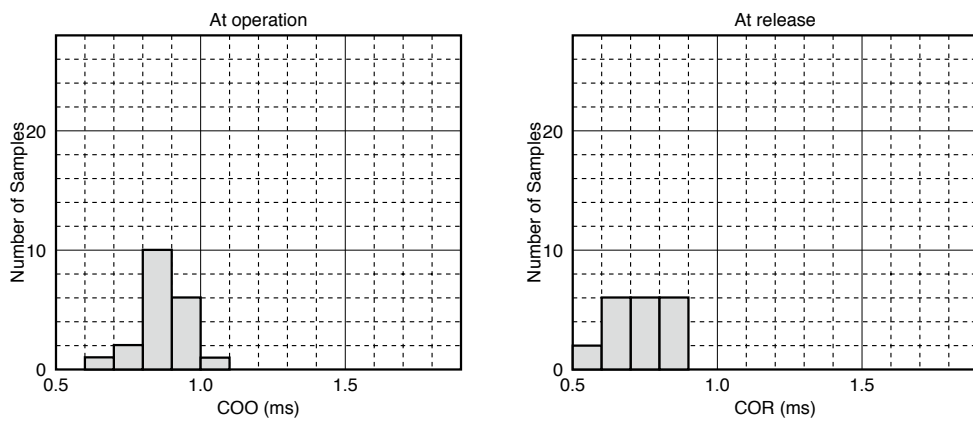 At operation
Number of Samples
20
10
0
0.5 1.0 1.5
COO (ms)
At release
Number of Samples
20
10
0
0.5 1.0 1.5
COR (ms)